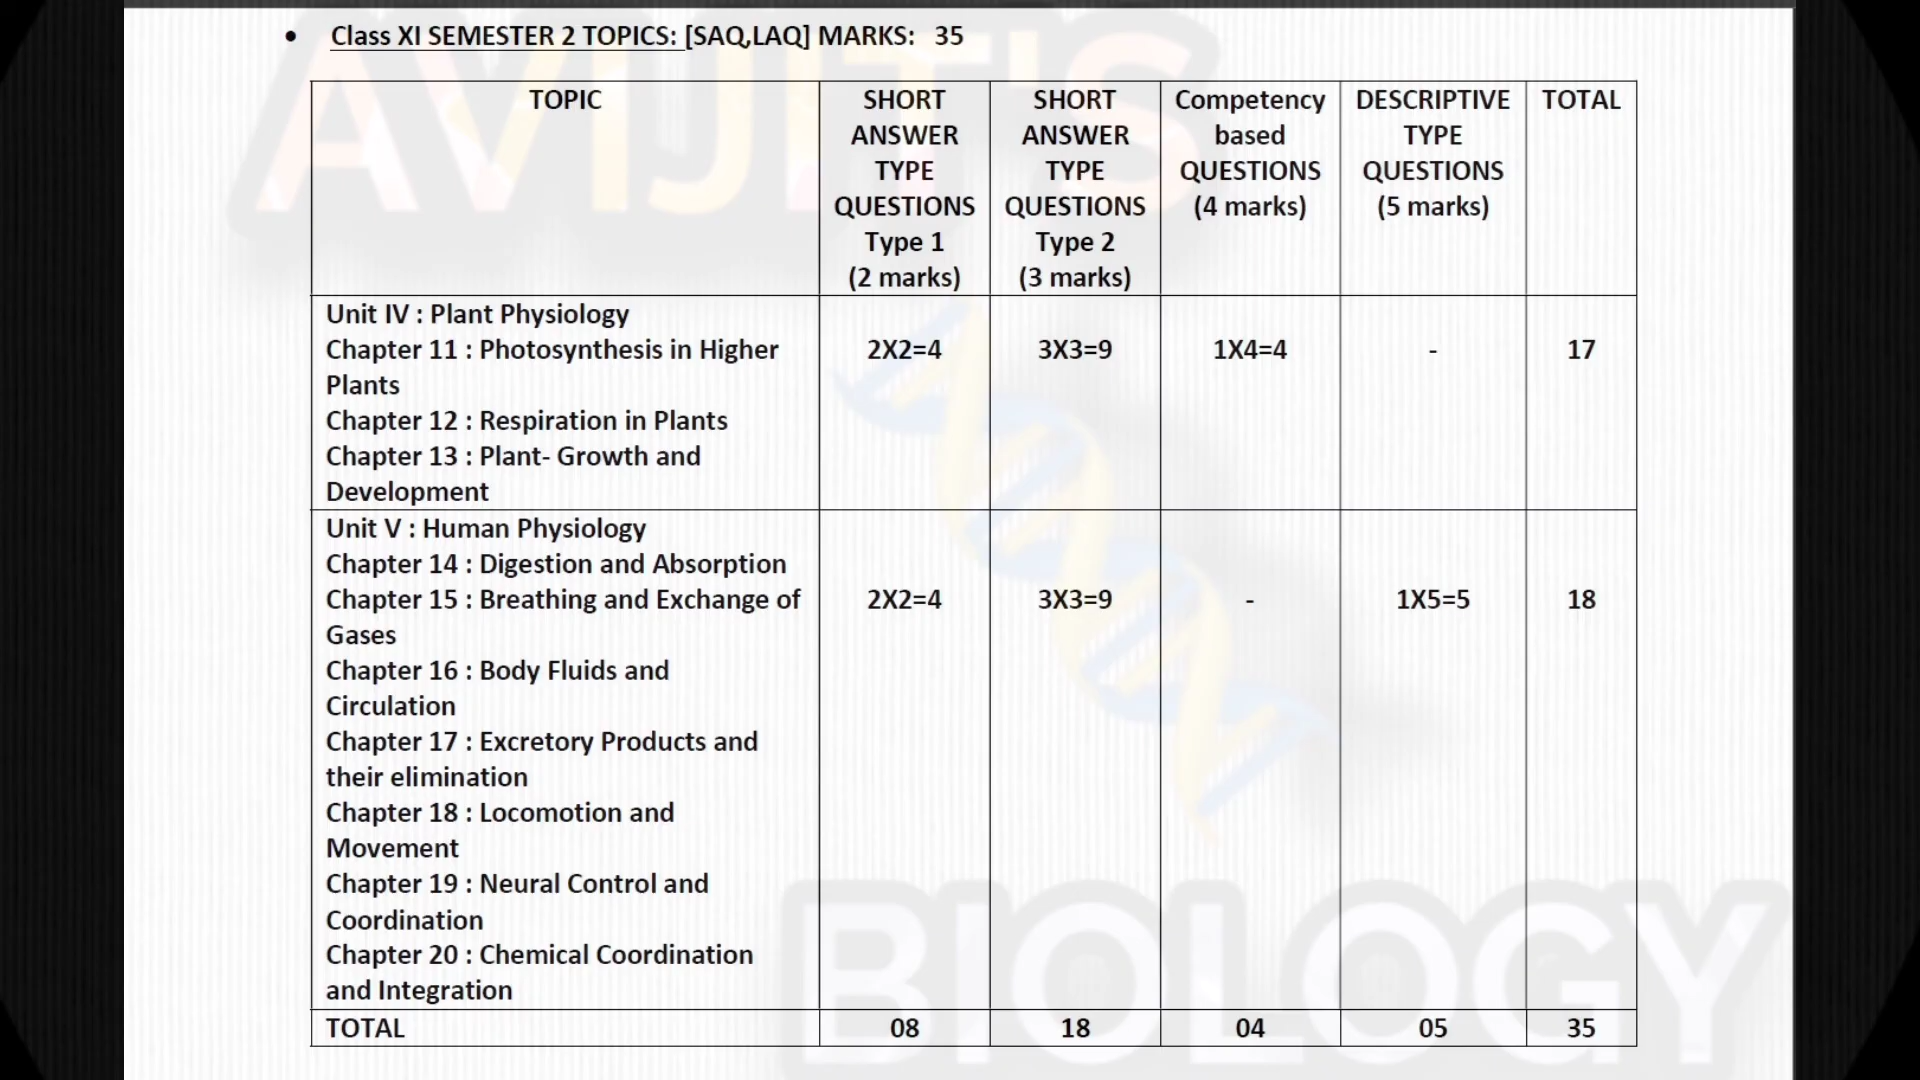 AVIJIT'S
• Class XI SEMESTER 2 TOPICS: [SAQ,LAQ] MARKS: 35
TOPIC
SHORT
ANSWER
TYPE
QUESTIONS
Type 1
(2 marks)
SHORT
ANSWER
TYPE
QUESTIONS
Type 2
(3 marks)
Competency
based
QUESTIONS
(4 marks)
DESCRIPTIVE
TYPE
QUESTIONS
(5 marks)
TOTAL
Unit IV : Plant Physiology
Chapter 11 : Photosynthesis in Higher
Plants
Chapter 12 : Respiration in Plants
Chapter 13 : Plant- Growth and
Development
2X2=4
3X3=9
1X4=4
-
17
Unit V : Human Physiology
Chapter 14 : Digestion and Absorption
Chapter 15 : Breathing and Exchange of
Gases
Chapter 16 : Body Fluids and
Circulation
Chapter 17 : Excretory Products and
their elimination
Chapter 18 : Locomotion and
Movement
Chapter 19 : Neural Control and
Coordination
Chapter 20 : Chemical Coordination
and Integration
2X2=4
3X3=9
-
1X5=5
18
TOTAL
08
18
04
05
35
BIOLOGY